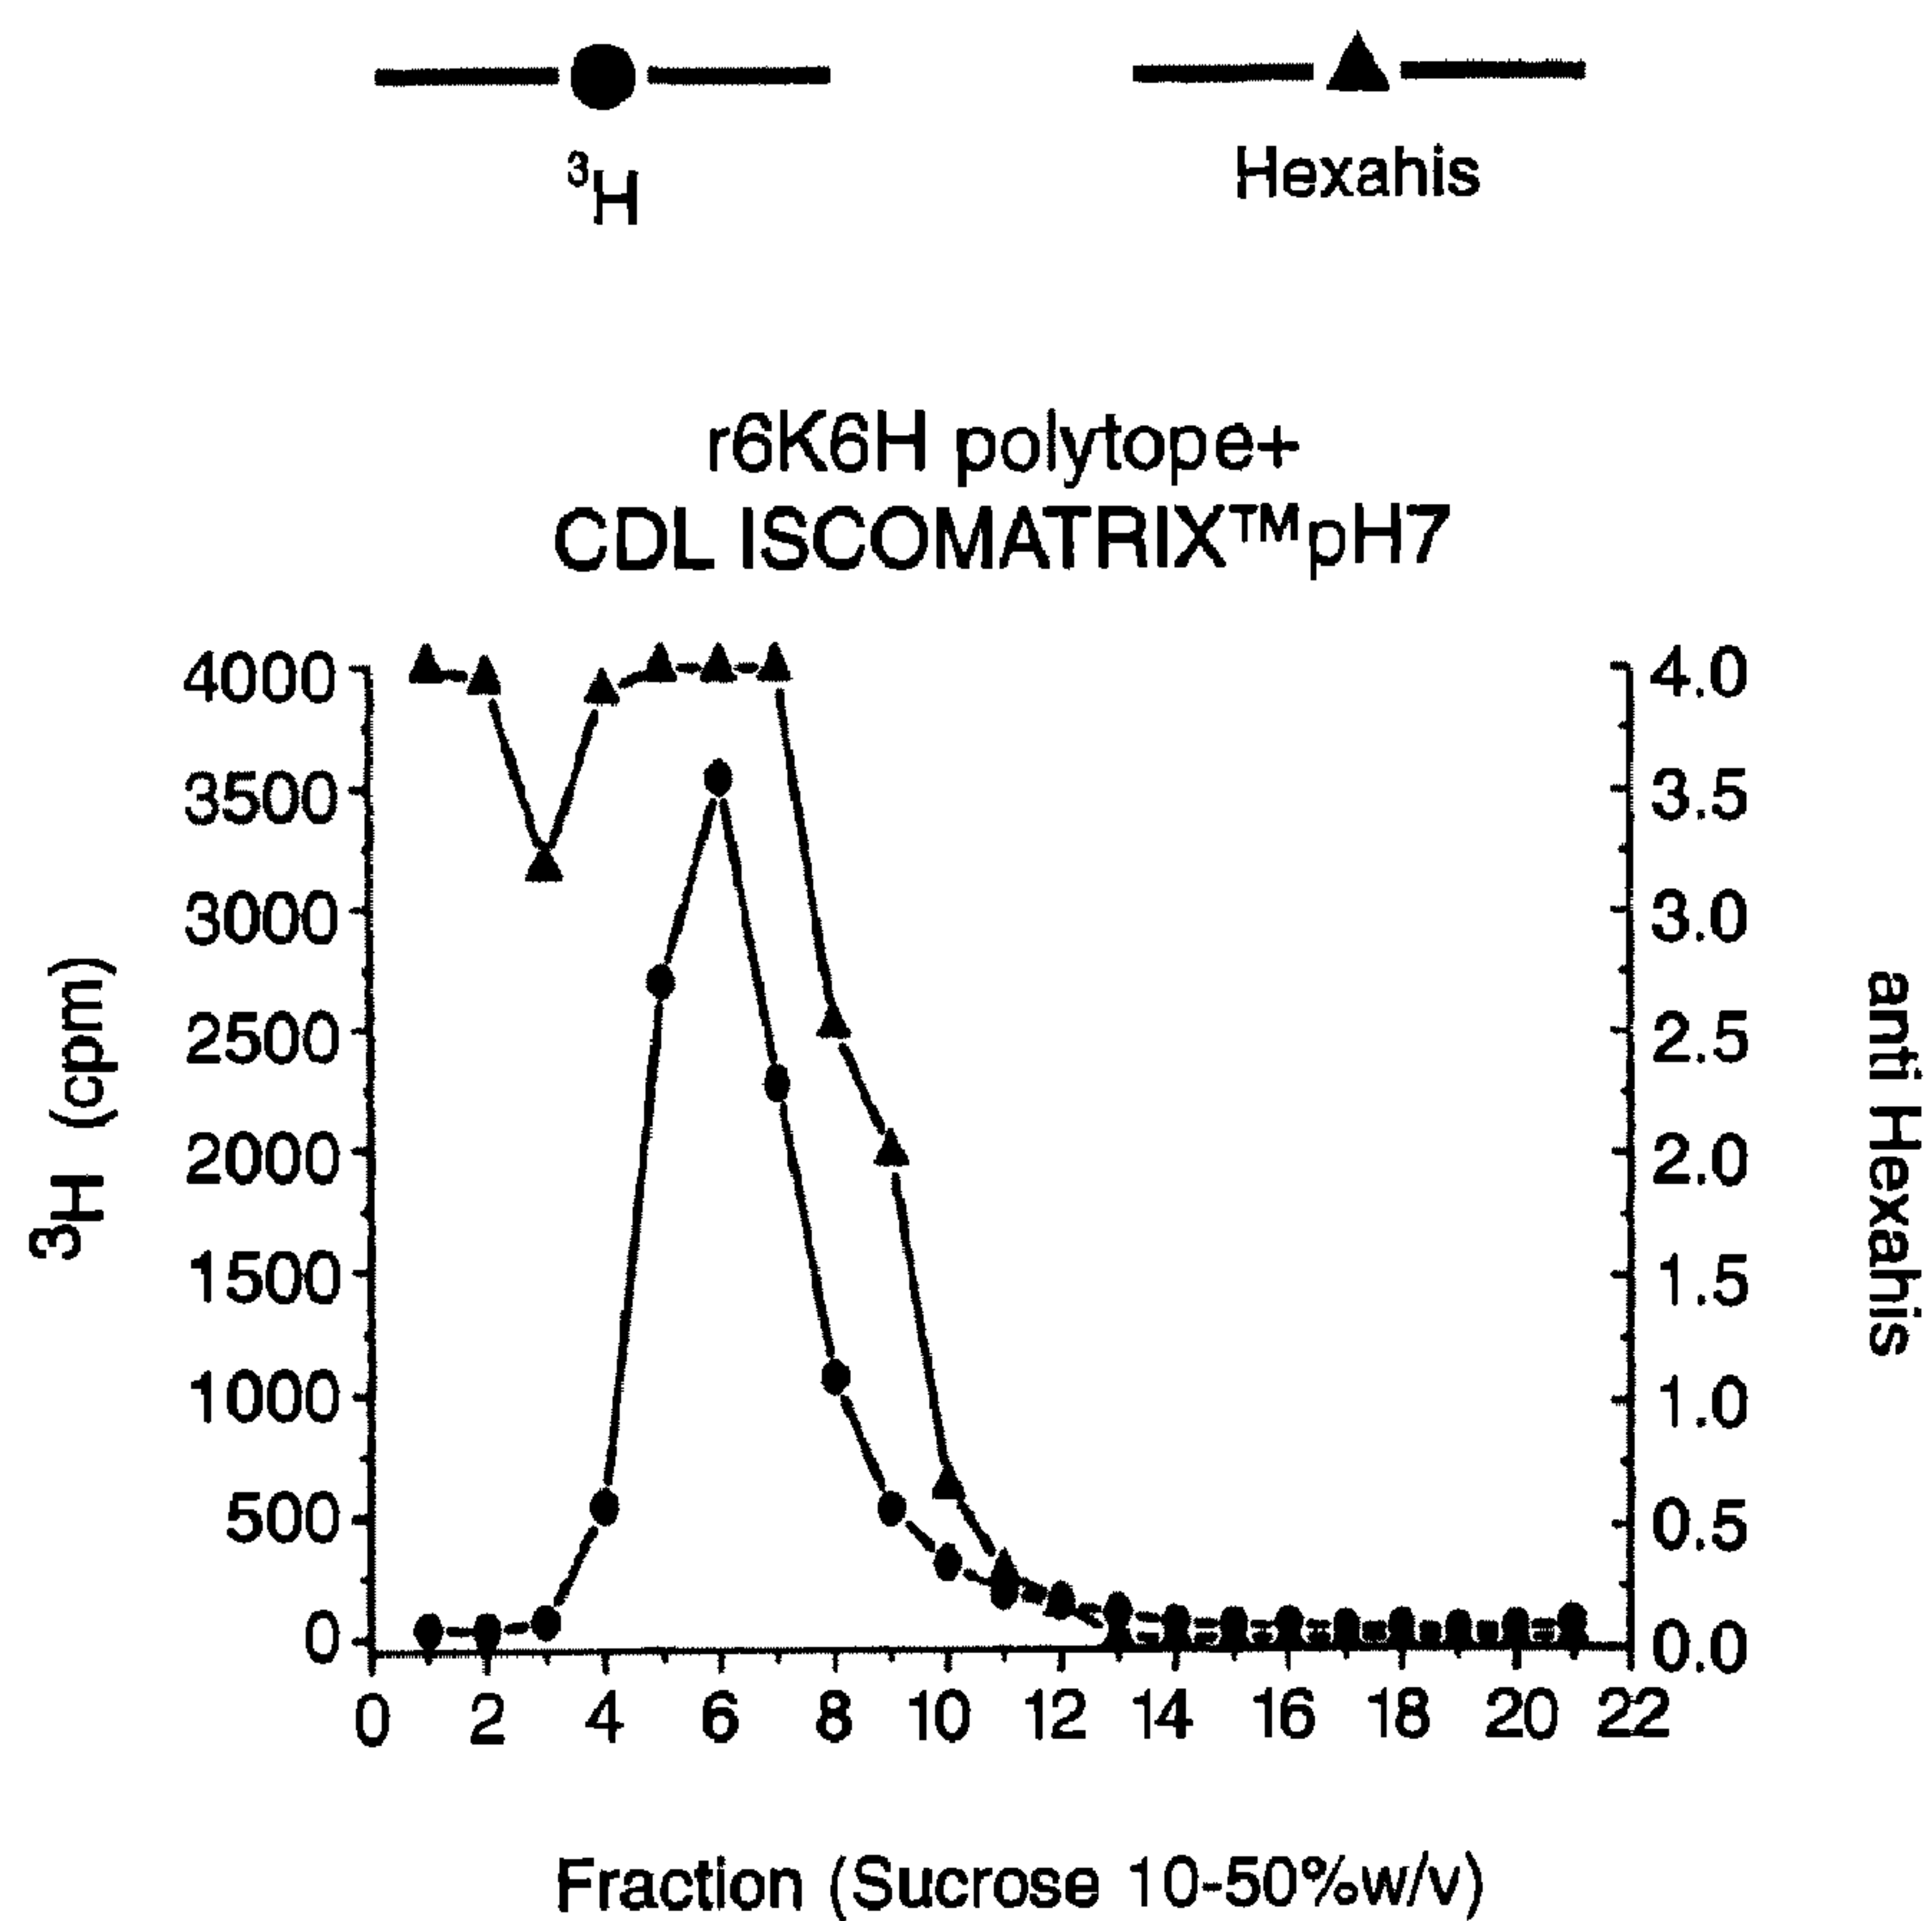 ³H
Hexahis
r6K6H polytope+
CDL ISCOMATRIX™pH7
4000
3500
3000
2500
2000
1500
1000
500
0
³H (cpm)
4.0
3.5
3.0
2.5
2.0
1.5
1.0
0.5
0.0
anti Hexahis
0 2 4 6 8 10 12 14 16 18 20 22
Fraction (Sucrose 10-50%w/v)